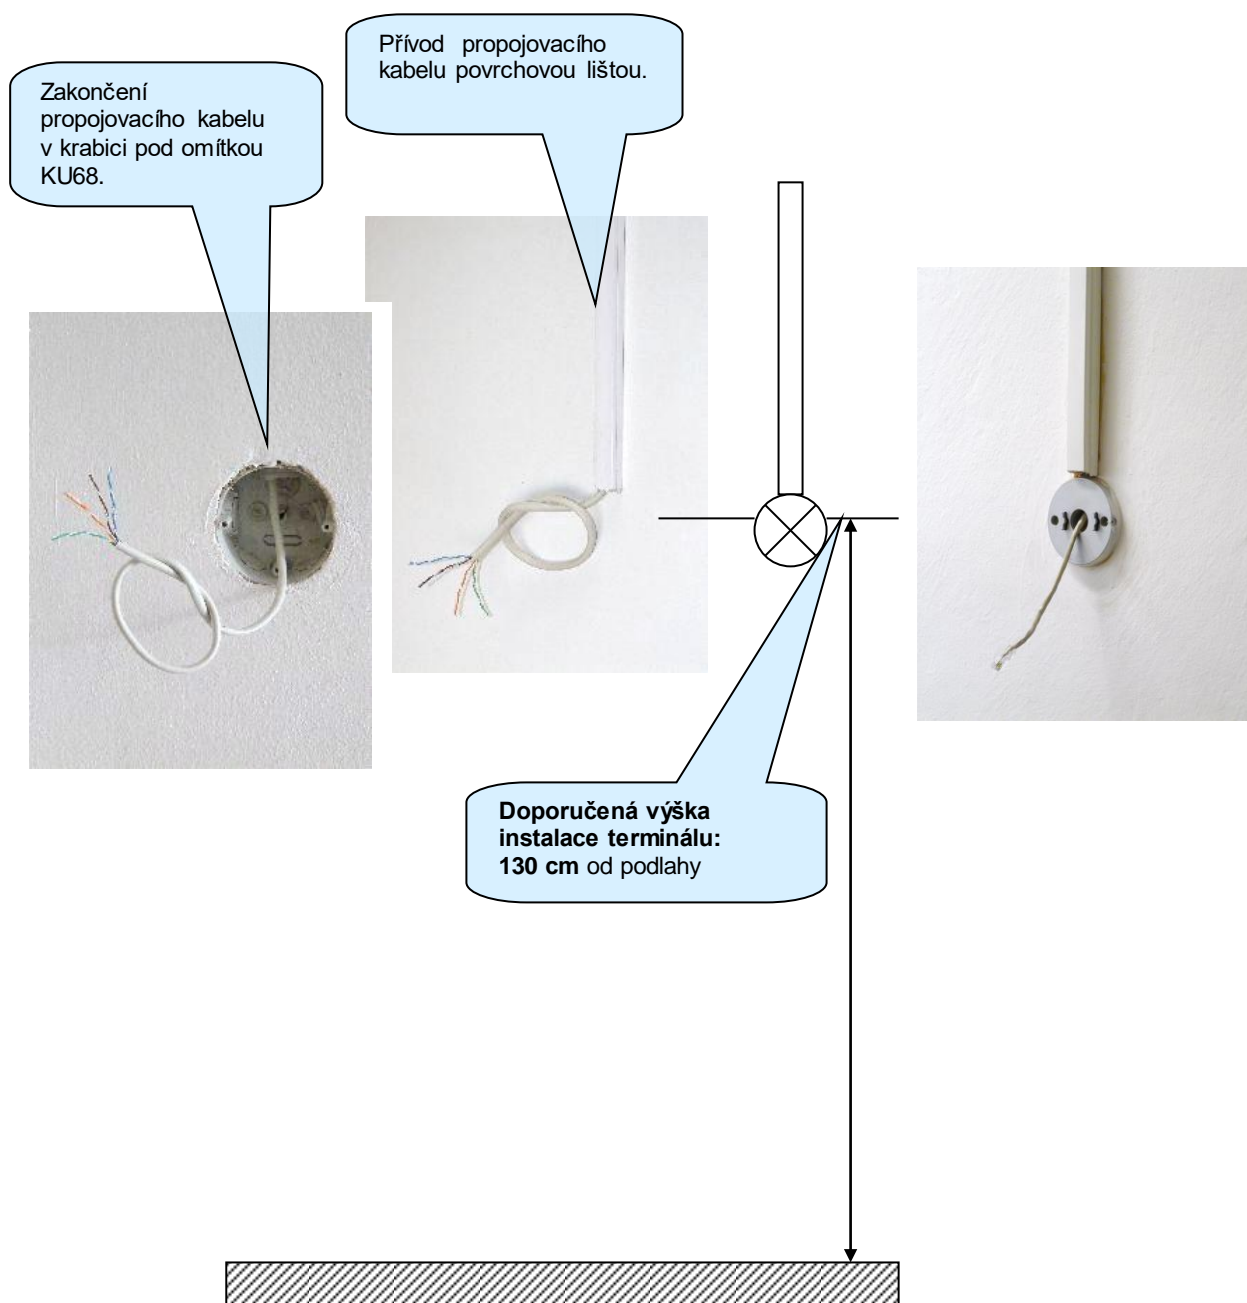 Přívod propojovacího
kabelu povrchovou lištou.
Zakončení
propojovacího kabelu
v krabici pod omítkou
KU68.
Doporučená výška
instalace terminálu:
130 cm od podlahy